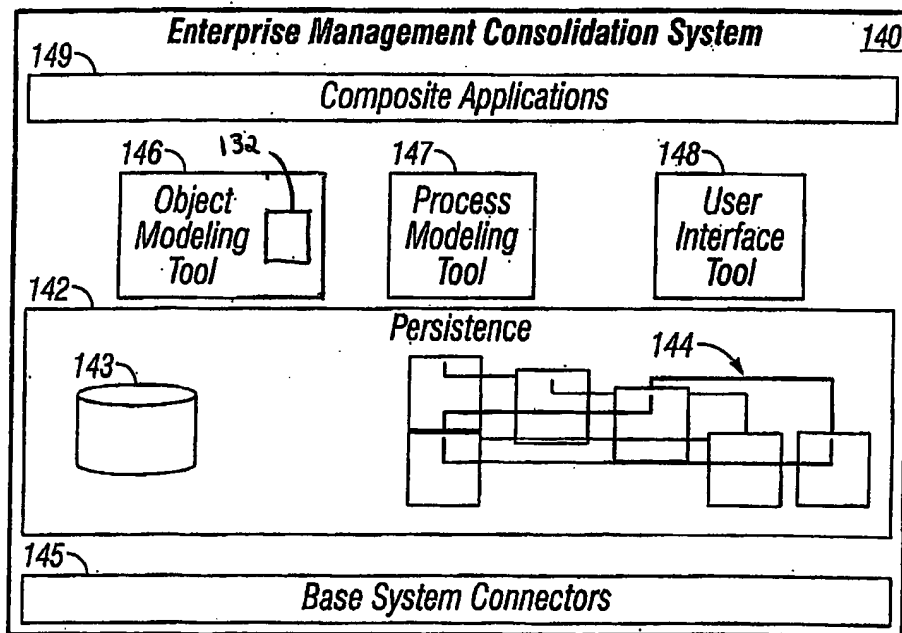 Enterprise Management Consolidation System 140
149
Composite Applications
146 132 147 148
Object Modeling Tool
Process Modeling Tool
User Interface Tool
142
Persistence
143 144
145
Base System Connectors